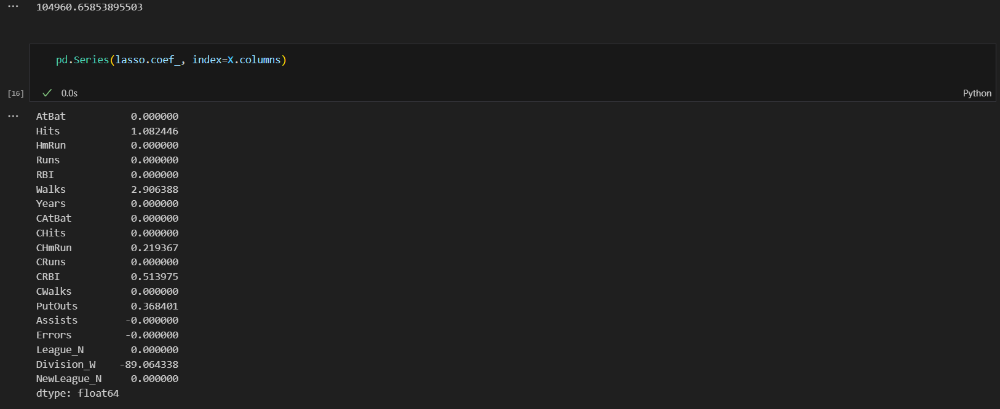 ... 104960.65853895503
pd.Series(lasso.coef_, index=X.columns)
[16] ✓ 0.0s Python
... AtBat 0.000000
Hits 1.082446
HmRun 0.000000
Runs 0.000000
RBI 0.000000
Walks 2.906388
Years 0.000000
CAtBat 0.000000
CHits 0.000000
CHmRun 0.219367
CRuns 0.000000
CRBI 0.513975
CWalks 0.000000
PutOuts 0.368401
Assists -0.000000
Errors -0.000000
League_N 0.000000
Division_W -89.064338
NewLeague_N 0.000000
dtype: float64